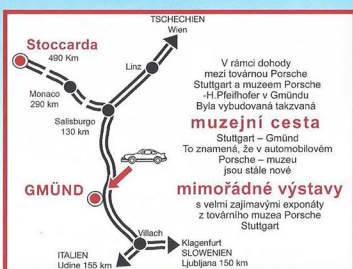 TSCHECHIEN
Wien
Stoccarda
490 Km
Linz
Monaco
290 km
Salisburgo
130 km
GMÜND
Villach
Klagenfurt
SLOWENIEN
Ljubljana 150 km
ITALIEN
Udine 155 km
V rámci dohody
mezi továrnou Porsche
Stuttgart a muzeem Porsche
-H.Pfeifhofer v Gmündu
Byla vybudovaná takzvaná
muzejní cesta
Stuttgart – Gmünd
To znamená, že v automobilovém
Porsche – muzeu
jsou stále nové
mimořádné výstavy
s velmi zajímavými exponáty
z továrního muzea Porsche
Stuttgart